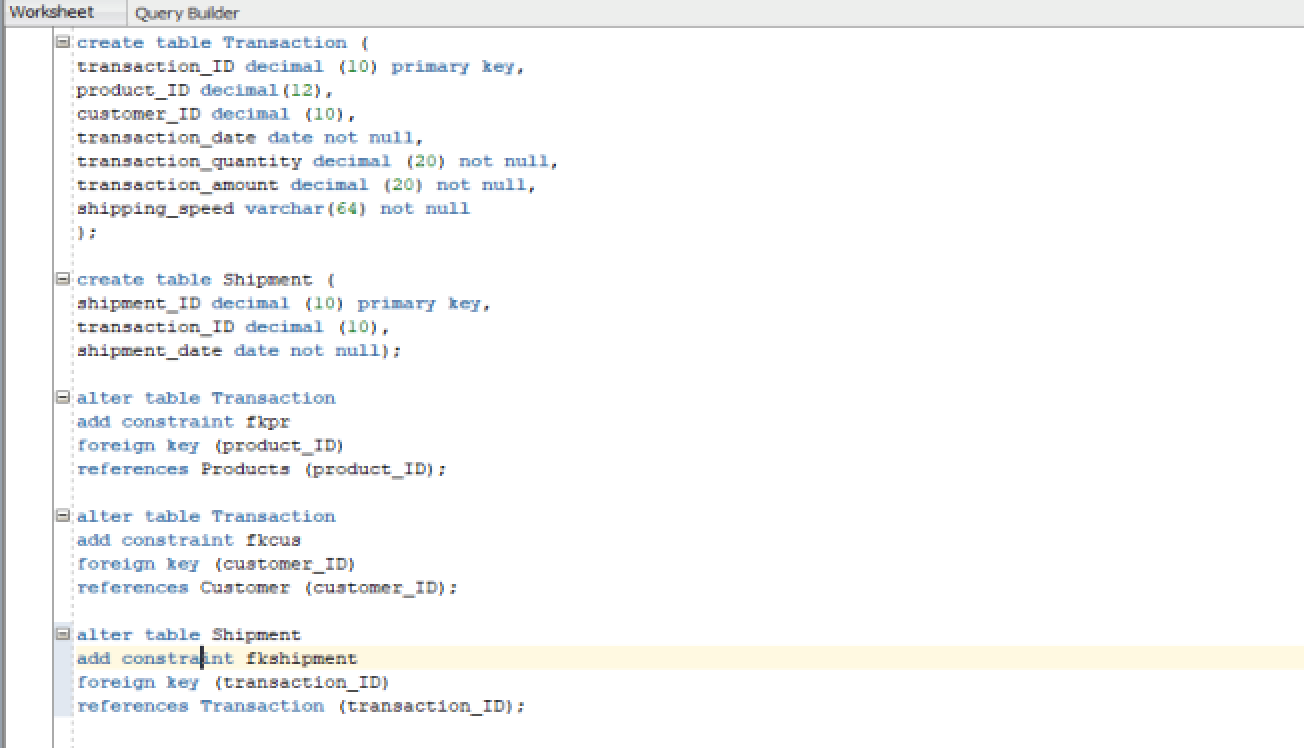 Worksheet Query Builder
create table Transaction (
transaction_ID decimal (10) primary key,
product_ID decimal(12),
customer_ID decimal (10),
transaction_date date not null,
transaction_quantity decimal (20) not null,
transaction_amount decimal (20) not null,
shipping_speed varchar(64) not null
);
create table Shipment (
shipment_ID decimal (10) primary key,
transaction_ID decimal (10),
shipment_date date not null);
alter table Transaction
add constraint fkpr
foreign key (product_ID)
references Products (product_ID);
alter table Transaction
add constraint fkcus
foreign key (customer_ID)
references Customer (customer_ID);
alter table Shipment
add constraint fkshipment
foreign key (transaction_ID)
references Transaction (transaction_ID);